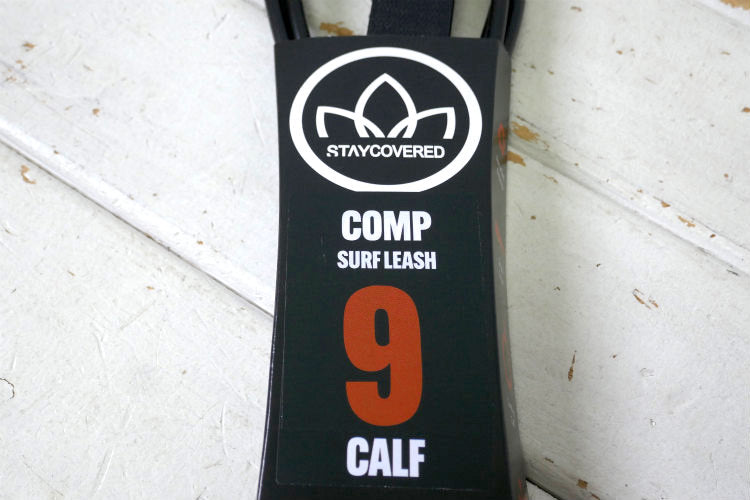 STAYCOVERED
COMP
SURF LEASH
9
CALF